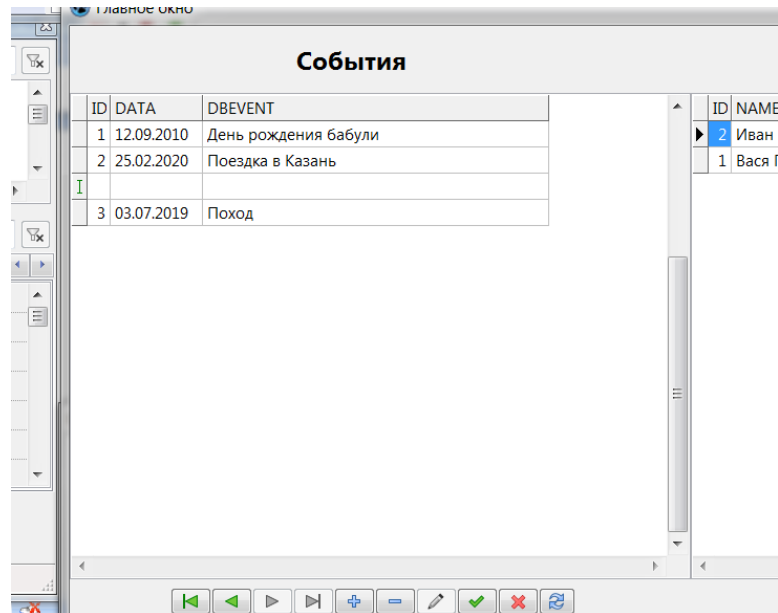 Главное окно
События
ID DATA DBEVENT
1 12.09.2010 День рождения бабули
2 25.02.2020 Поездка в Казань
3 03.07.2019 Поход
ID NAME
2 Иван
1 Вася